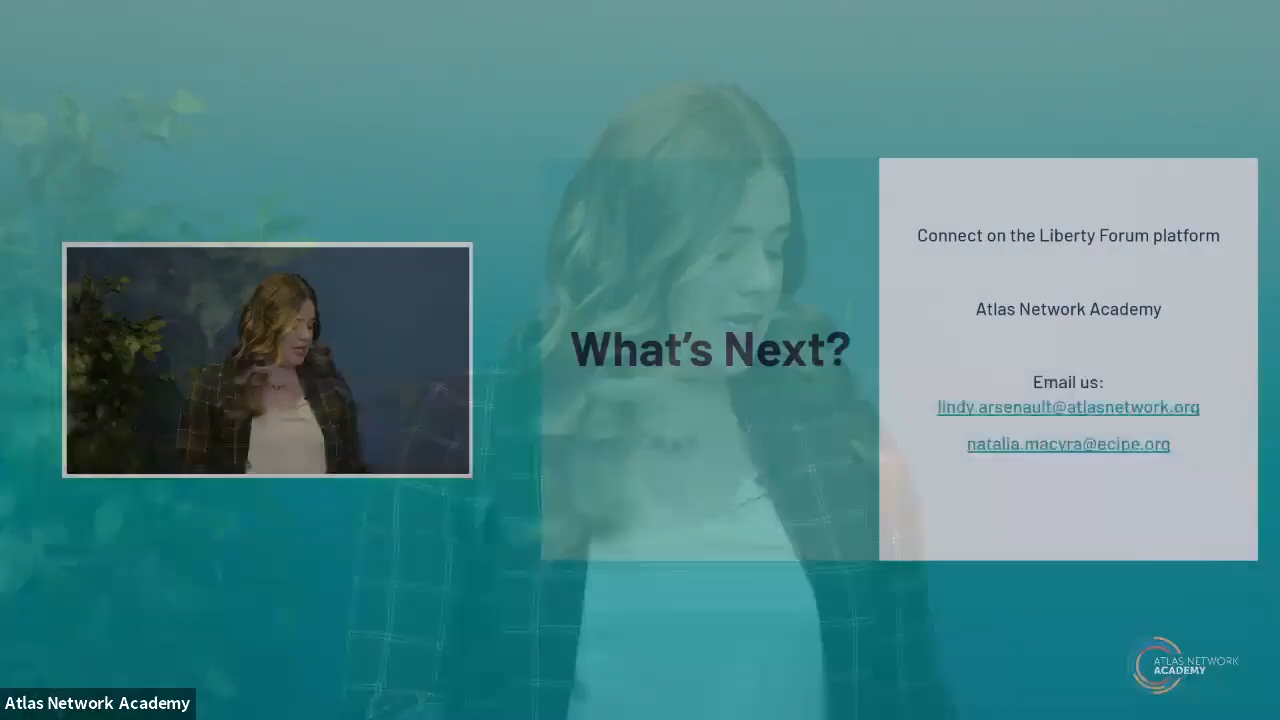 What's Next?
Connect on the Liberty Forum platform
Atlas Network Academy
Email us:
lindy.arsenault@atlasnetwork.org
natalia.macyra@ecipe.org
ATLAS NETWORK
ACADEMY
Atlas Network Academy